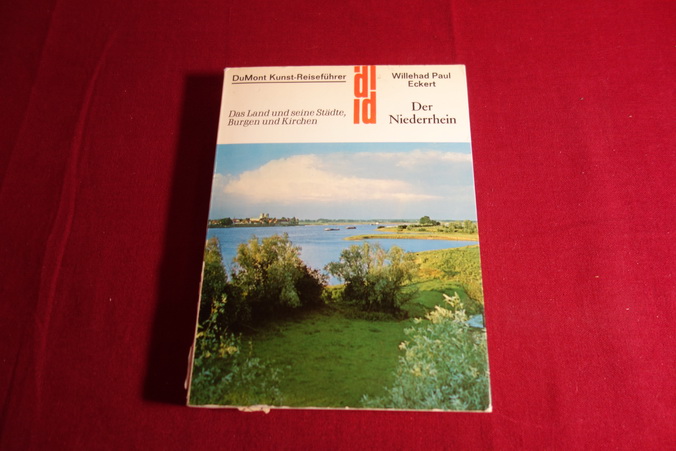 DuMont Kunst-Reiseführer
Willehad Paul
Eckert
Das Land und seine Städte,
Burgen und Kirchen
Der
Niederrhein